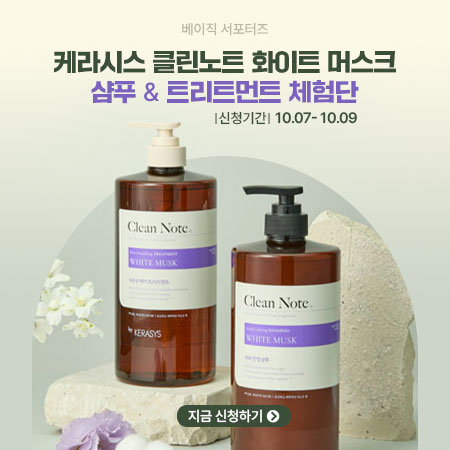 베이직 서포터즈
케라시스 클린노트 화이트 머스크
샴푸 & 트리트먼트 체험단
|신청기간| 10.07- 10.09
Clean Note
WHITE MUSK
by KERASYS
Clean Note
WHITE MUSK
지금 신청하기